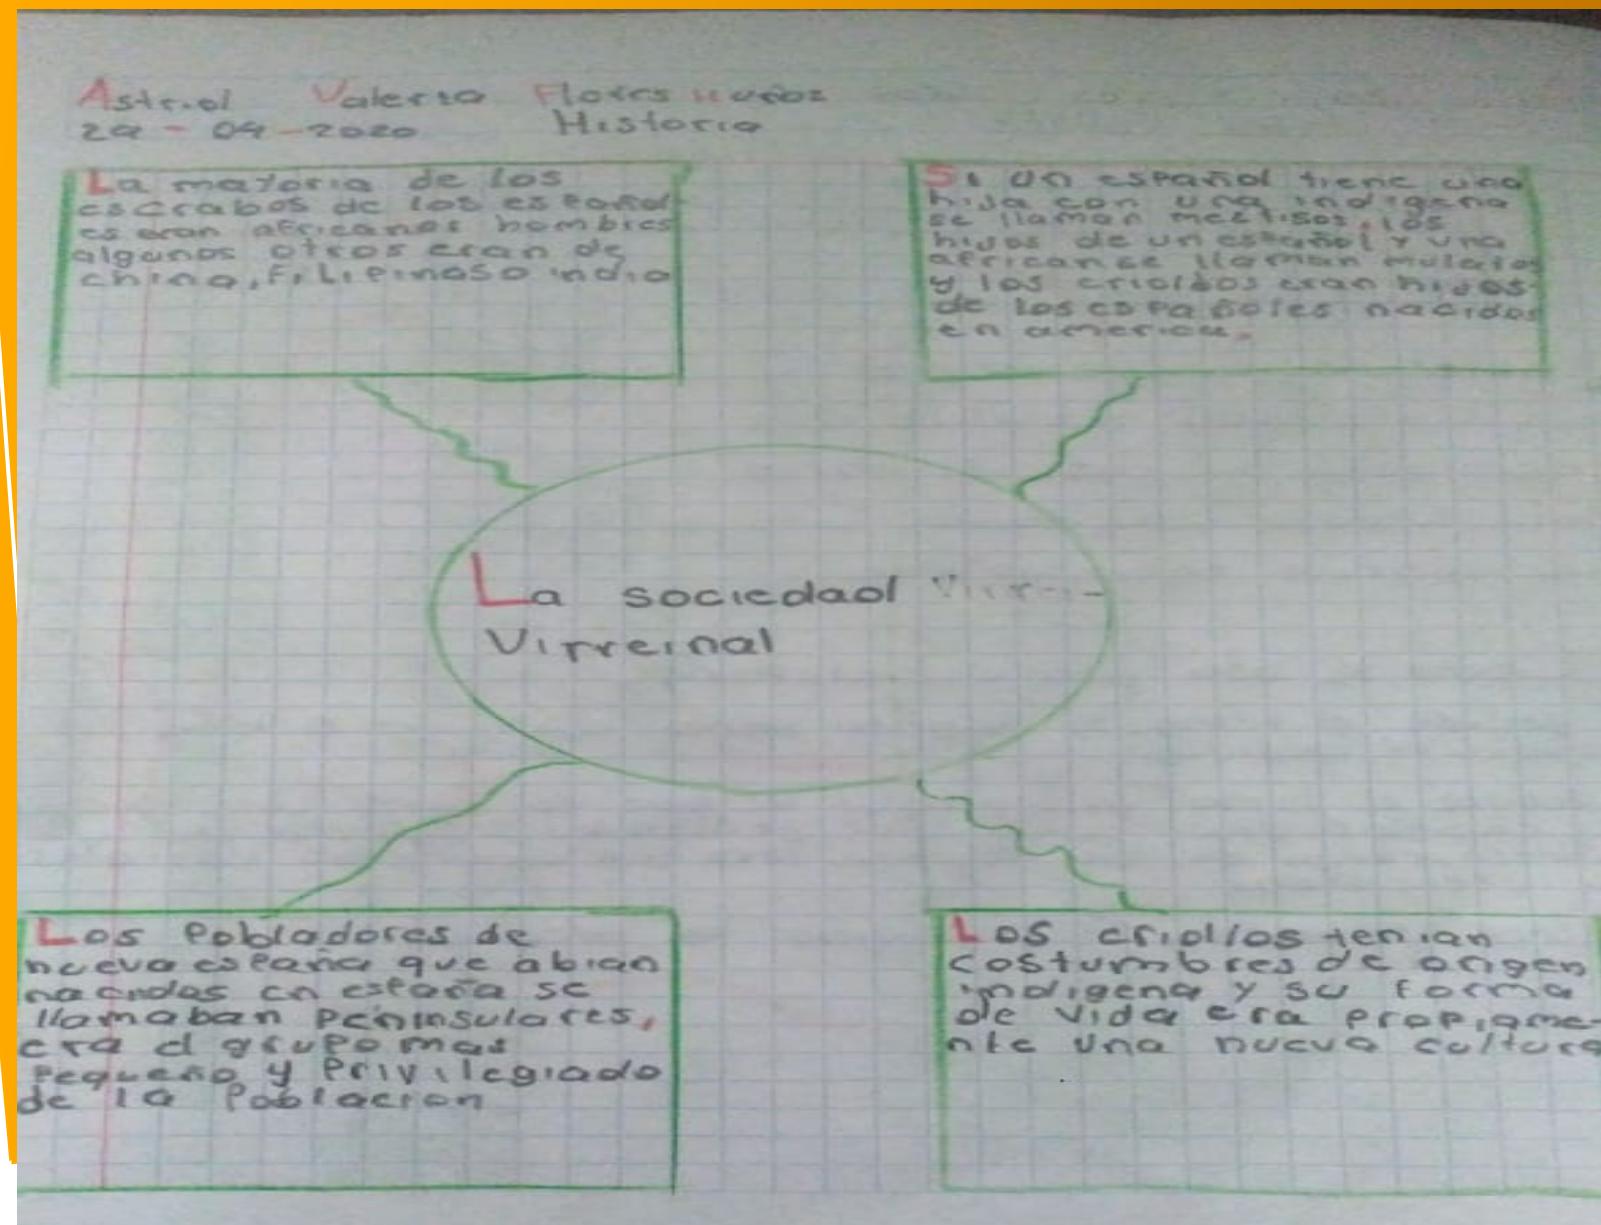 Astrid Valeria Flores Muñoz
29-04-2020 Historia
La mayoria de los
escrabos de los español
es eran africanos hombres
algunos otros eran de
china, Filipinas o india
Si un español tiene una
hija con una indigena
se llaman mestisos, los
hijos de un español y una
africana se llaman mulatos
y los criollos eran hijos
de los españoles nacidos
en america.
La sociedad
Virreinal
Los Pobladores de
nueva españa que abian
nacidos en españa se
llamaban Peninsulares,
era el grupo mas
pequeño y Privilegiado
de la Poblacion
Los criollos tenian
costumbres de origen
indigena y su forma
de vida era propiame-
nte una nueva cultura